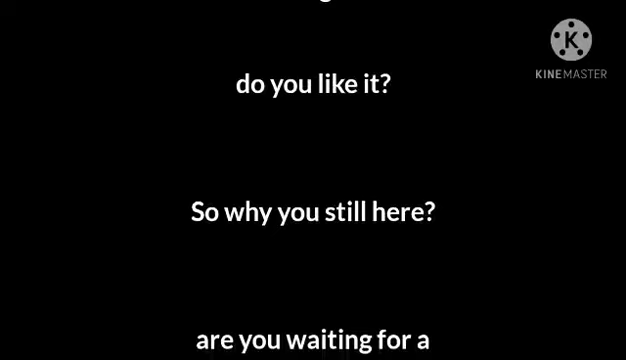 do you like it?
So why you still here?
are you waiting for a
K
KINEMASTER